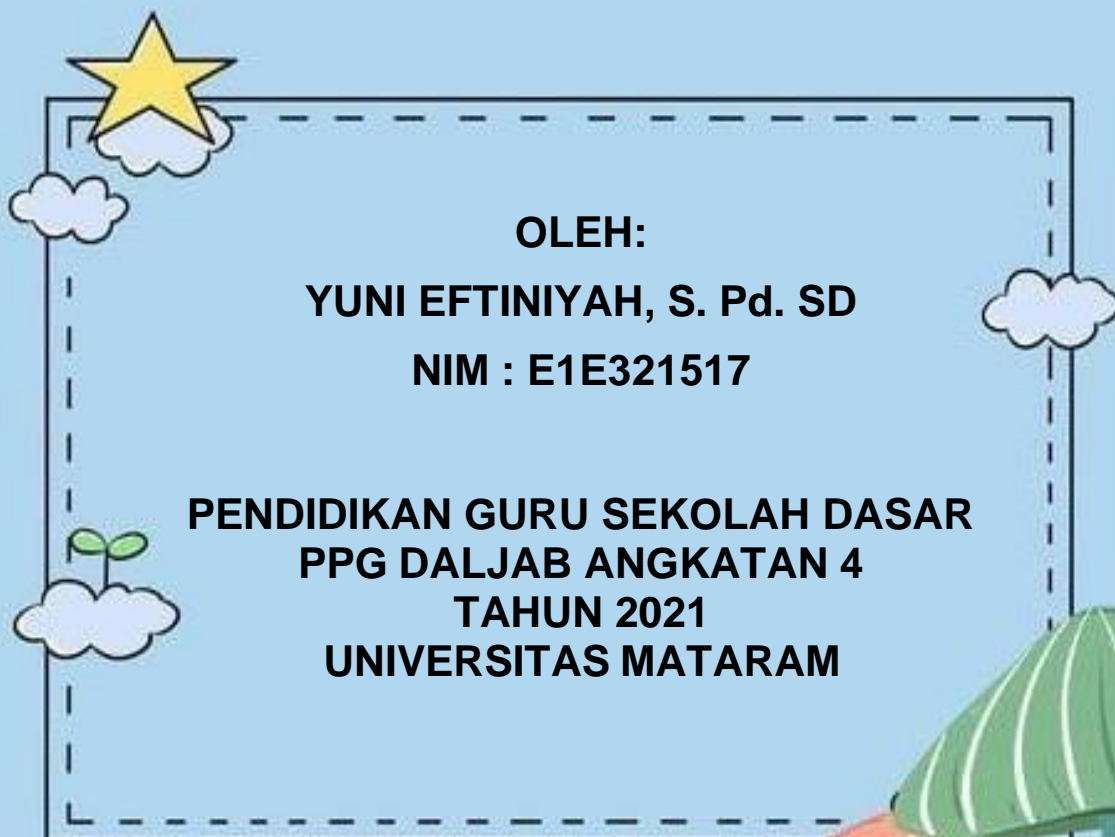 OLEH:
YUNI EFTINIYAH, S. Pd. SD
NIM : E1E321517
PENDIDIKAN GURU SEKOLAH DASAR
PPG DALJAB ANGKATAN 4
TAHUN 2021
UNIVERSITAS MATARAM